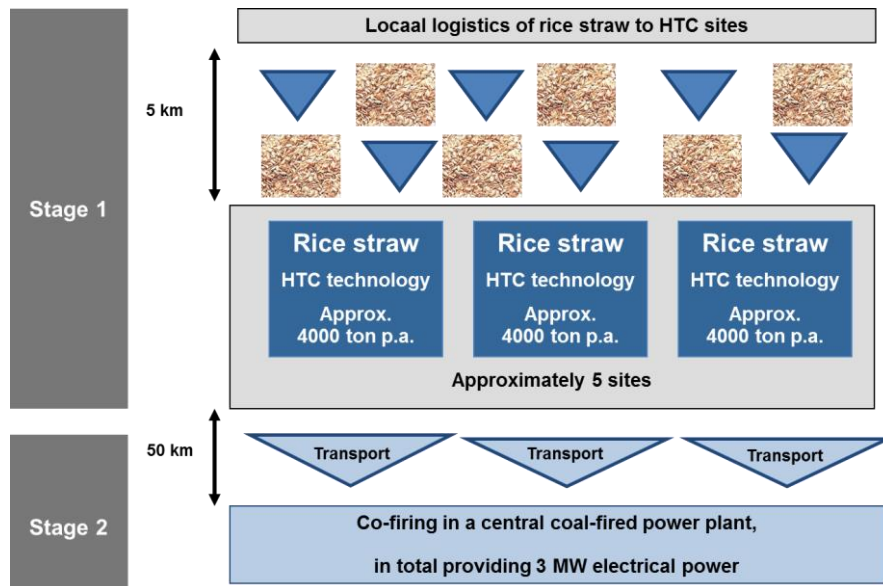 Locaal logistics of rice straw to HTC sites
5 km
Stage 1
Rice straw
HTC technology
Approx.
4000 ton p.a.
Rice straw
HTC technology
Approx.
4000 ton p.a.
Rice straw
HTC technology
Approx.
4000 ton p.a.
Approximately 5 sites
50 km
Transport
Transport
Transport
Stage 2
Co-firing in a central coal-fired power plant,
in total providing 3 MW electrical power